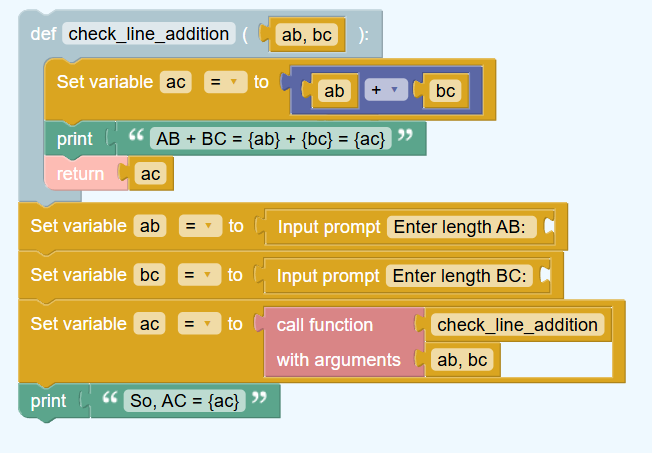 def check_line_addition ( ab, bc ):
Set variable ac = to ab + bc
print “ AB + BC = {ab} + {bc} = {ac} ”
return ac
Set variable ab = to Input prompt Enter length AB:
Set variable bc = to Input prompt Enter length BC:
Set variable ac = to call function check_line_addition
with arguments ab, bc
print “ So, AC = {ac} ”